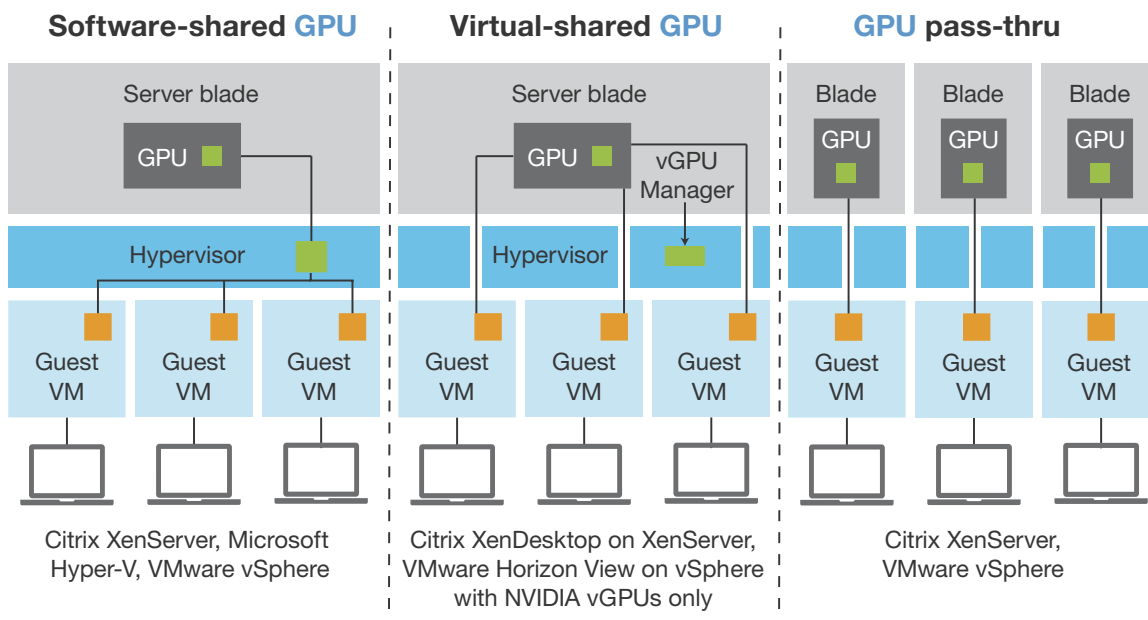 Software-shared GPU
Server blade
GPU
Hypervisor
Guest
VM
Guest
VM
Guest
VM
Citrix XenServer, Microsoft
Hyper-V, VMware vSphere
Virtual-shared GPU
Server blade
GPU
vGPU
Manager
Hypervisor
Guest
VM
Guest
VM
Guest
VM
Citrix XenDesktop on XenServer,
VMware Horizon View on vSphere
with NVIDIA vGPUs only
GPU pass-thru
Blade
GPU
Blade
GPU
Blade
GPU
Guest
VM
Guest
VM
Guest
VM
Citrix XenServer,
VMware vSphere